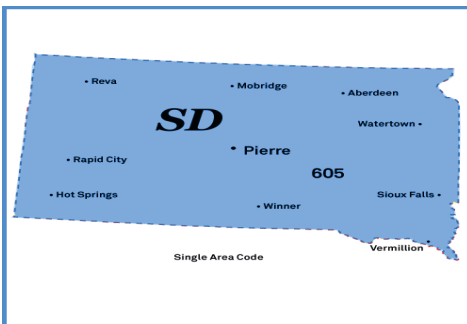 Reva
Mobridge
Aberdeen
SD
Watertown
Pierre
Rapid City
605
Hot Springs
Sioux Falls
Winner
Vermillion
Single Area Code